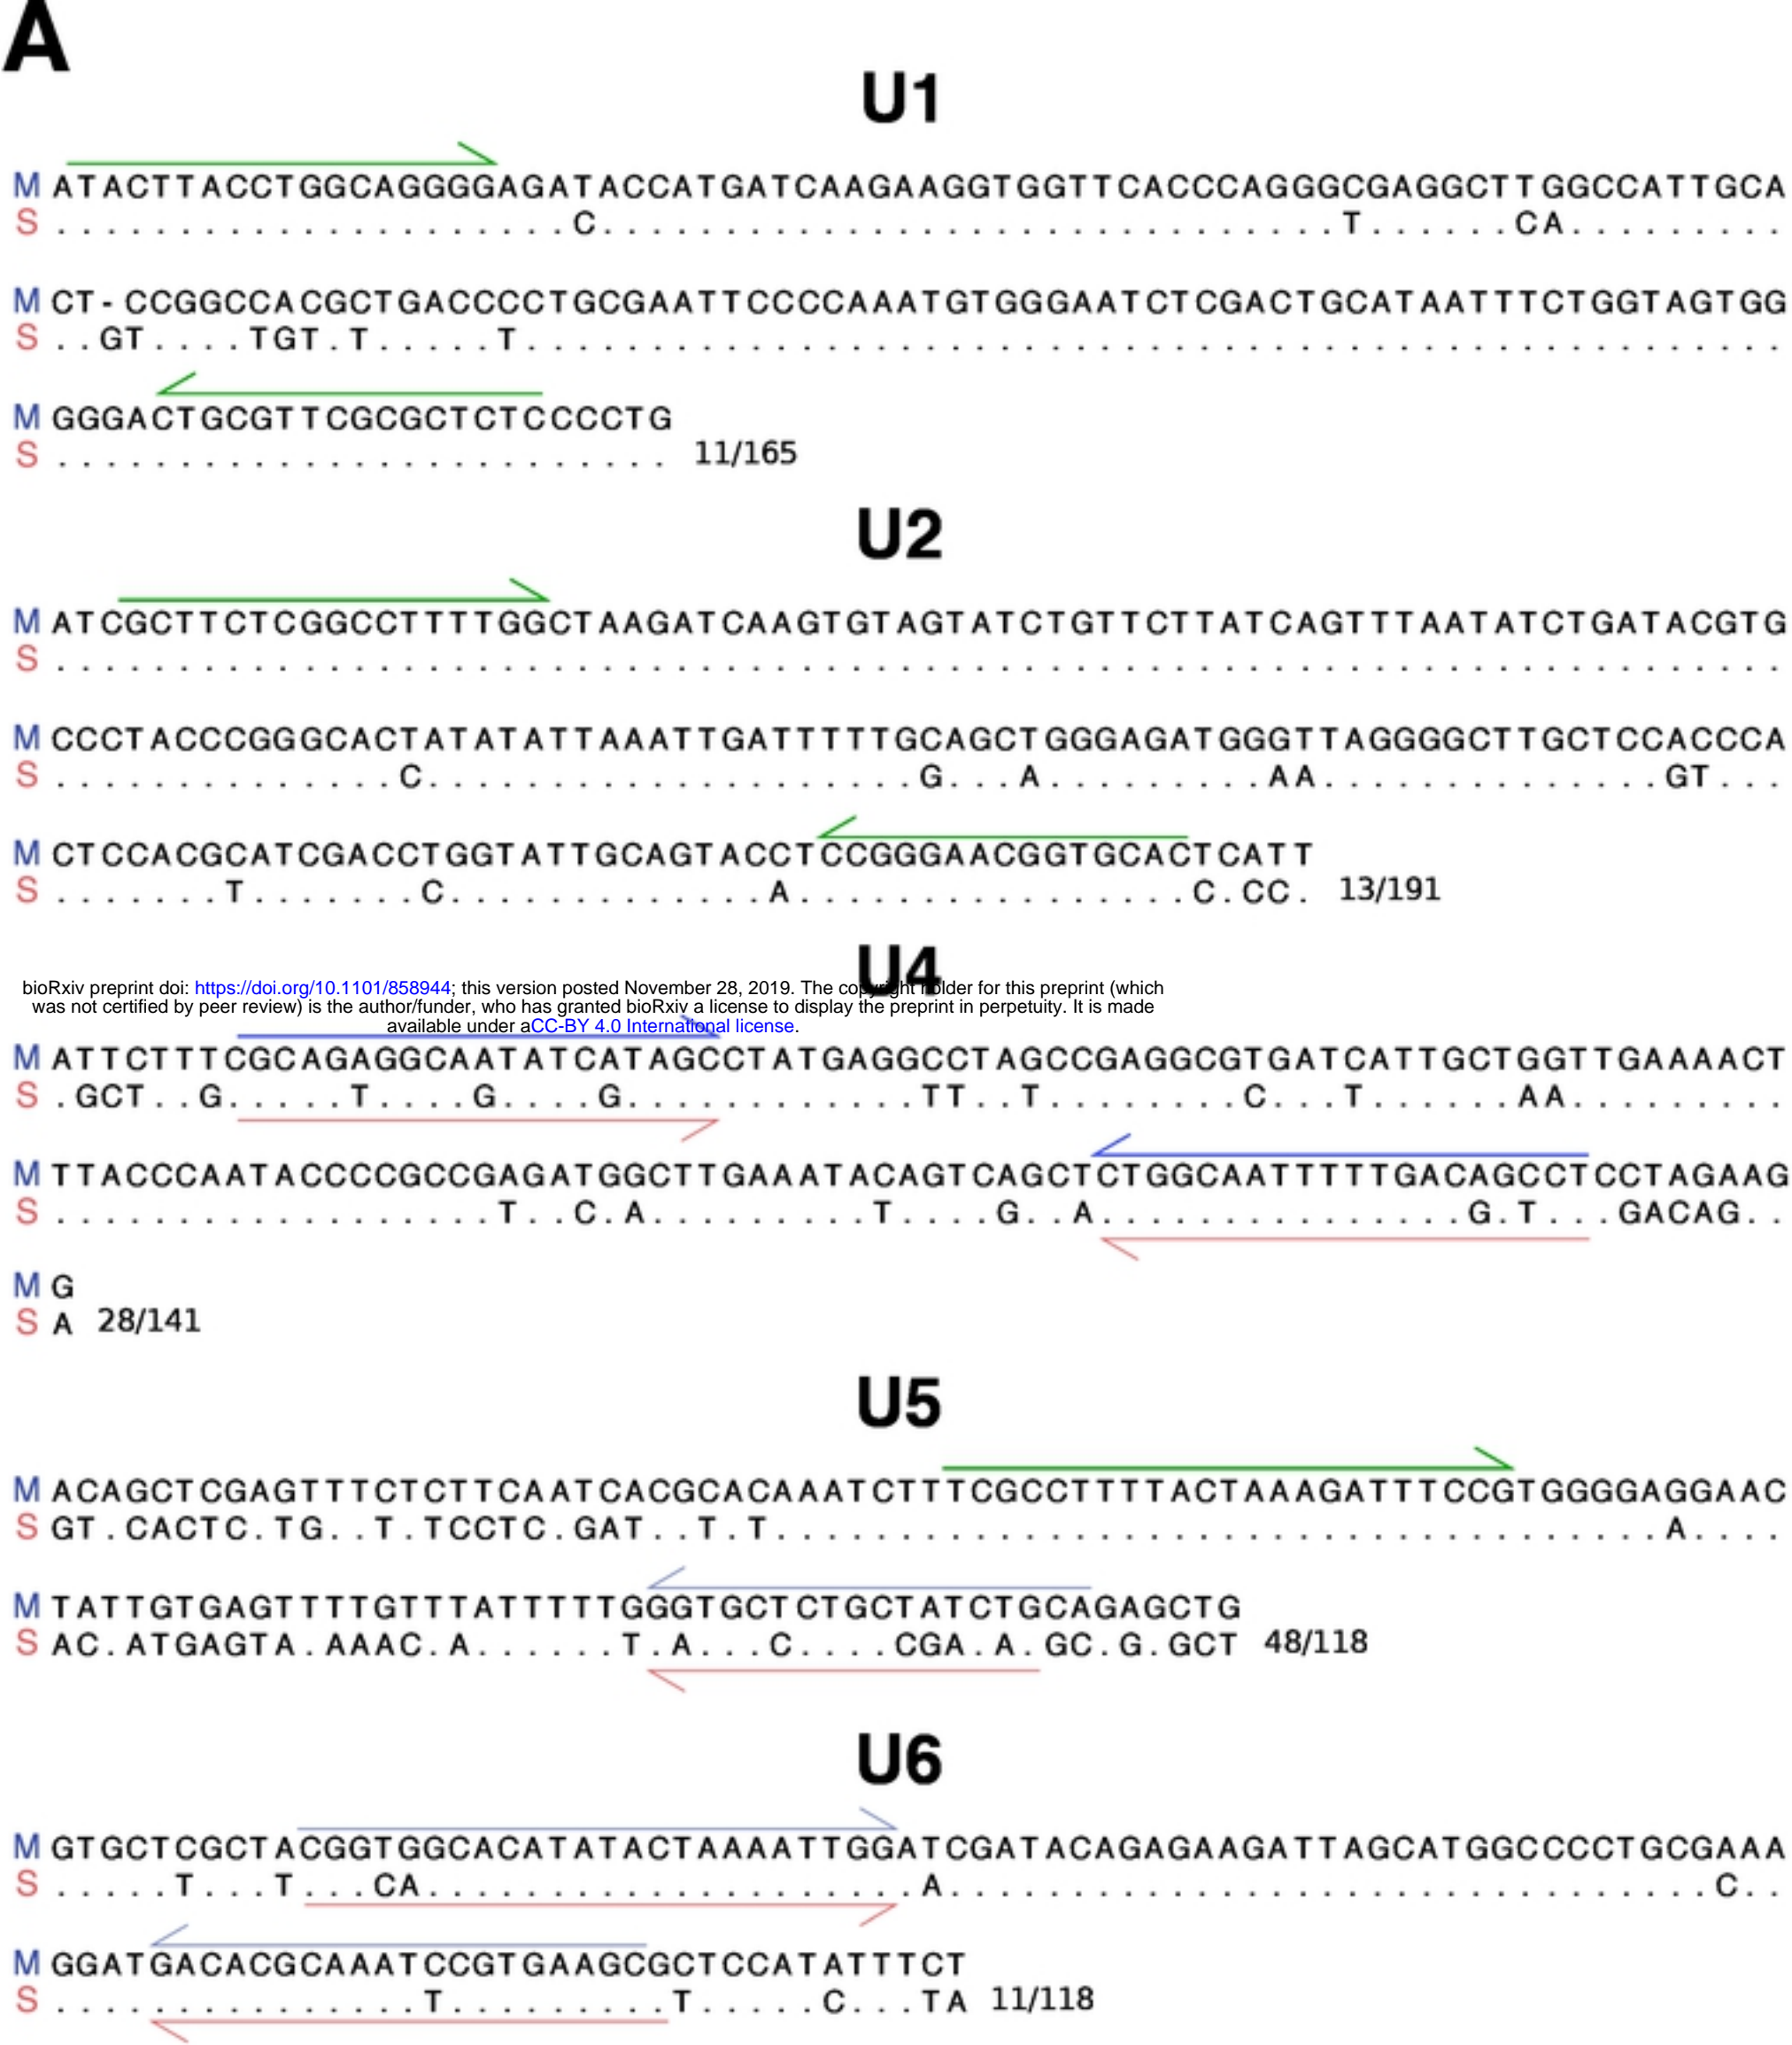 A
U1
M ATACTTACCTGGCAGGGGAGATACCATGATCAAGAAGGTGGTTCACCCAGGGCGAGGCTTGGCCATTGCA
S .....................C..............................T......CA.........
M CT-CCGGCCACGCTGACCCCTGCGAATTCCCCAAATGTGGGAATCTCGACTGCATAATTTCTGGTAGTGG
S ..GT....TGT.T.....T...................................................
M GGGACTGCGTTCGCGCTCTCCCCTG
S ......................... 11/165
U2
M ATCGCTTCTCGGCCTTTTGGCTAAGATCAAGTGTAGTATCTGTTCTTATCAGTTTAATATCTGATACGTG
S ......................................................................
M CCCTACCCGGGCACTATATATTAAATTGATTTTTTGCAGCTGGGAGATGGGTTAGGGGCTTGCTCCACCCA
S ..............C....................G...A.........AA..............GT...
M CTCCACGCATCGACCTGGTATTGCAGTACCTCCGGGAACGGTGCACTCATT
S .......T.......C.............A................C.CC. 13/191
U4
bioRxiv preprint doi: https://doi.org/10.1101/858944; this version posted November 28, 2019. The copyright holder for this preprint (which
was not certified by peer review) is the author/funder, who has granted bioRxiv a license to display the preprint in perpetuity. It is made
available under aCC-BY 4.0 International license.
M ATTCTTTCGCAGAGGCAATATCATAGCCTATGAGGCCTAGCCGAGGCGTGATCATTGCTGGTTGAAAACT
S .GCT..G.....T....G....G............TT..T........C...T......AA.........
M TTACCCAATACCCCGCCGAGATGGCTTGAAATACAGTCAGCTCTGGCAATTTTTGACAGCCTCCTAGAAG
S ..................T..C.A.........T....G..A...............G.T...GACAG..
M G
S A 28/141
U5
M ACAGCTCGAGTTTCTCTTCAATCACGCACAAATCTTTCGCCTTTTACTAAAGATTTCCGTGGGGAGGAAC
S GT.CACTC.TG..T.TCCTC.GAT..T.T....................................A....
M TATTGTGAGTTTTTGTTTATTTTTTGGGTGCTCTGCTATCTGCAGAGCTG
S AC.ATGAGTA.AAAC.A......T.A...C....CGA.A.GC.G.GCT 48/118
U6
M GTGCTCGCTACGGTGGCACATATACTAAAATTGGATCGATACAGAGAAGATTAGCATGGCCCCTGCGAAA
S .....T...T...CA....................A...............................C..
M GGATGACACGCAAATCCGTGAAGCGCTCCATATTTCT
S ...............T.........T.....C...TA 11/118